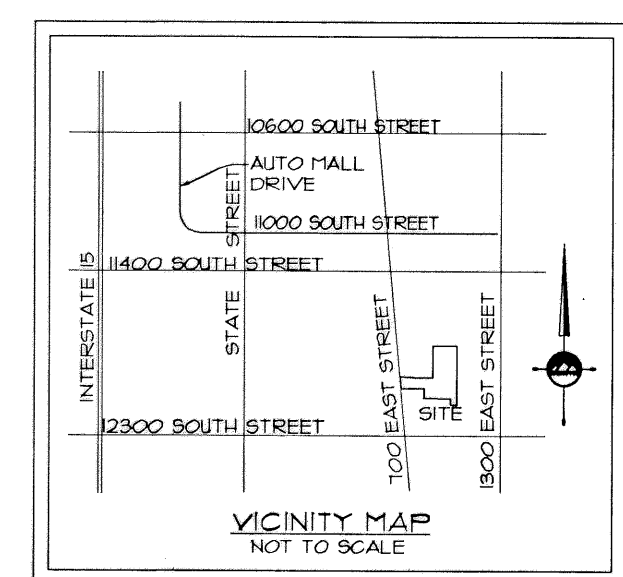 10600 SOUTH STREET
AUTO MALL
DRIVE
11000 SOUTH STREET
STATE STREET
11400 SOUTH STREET
INTERSTATE 15
700 EAST STREET
1300 EAST STREET
SITE
12300 SOUTH STREET
VICINITY MAP
NOT TO SCALE